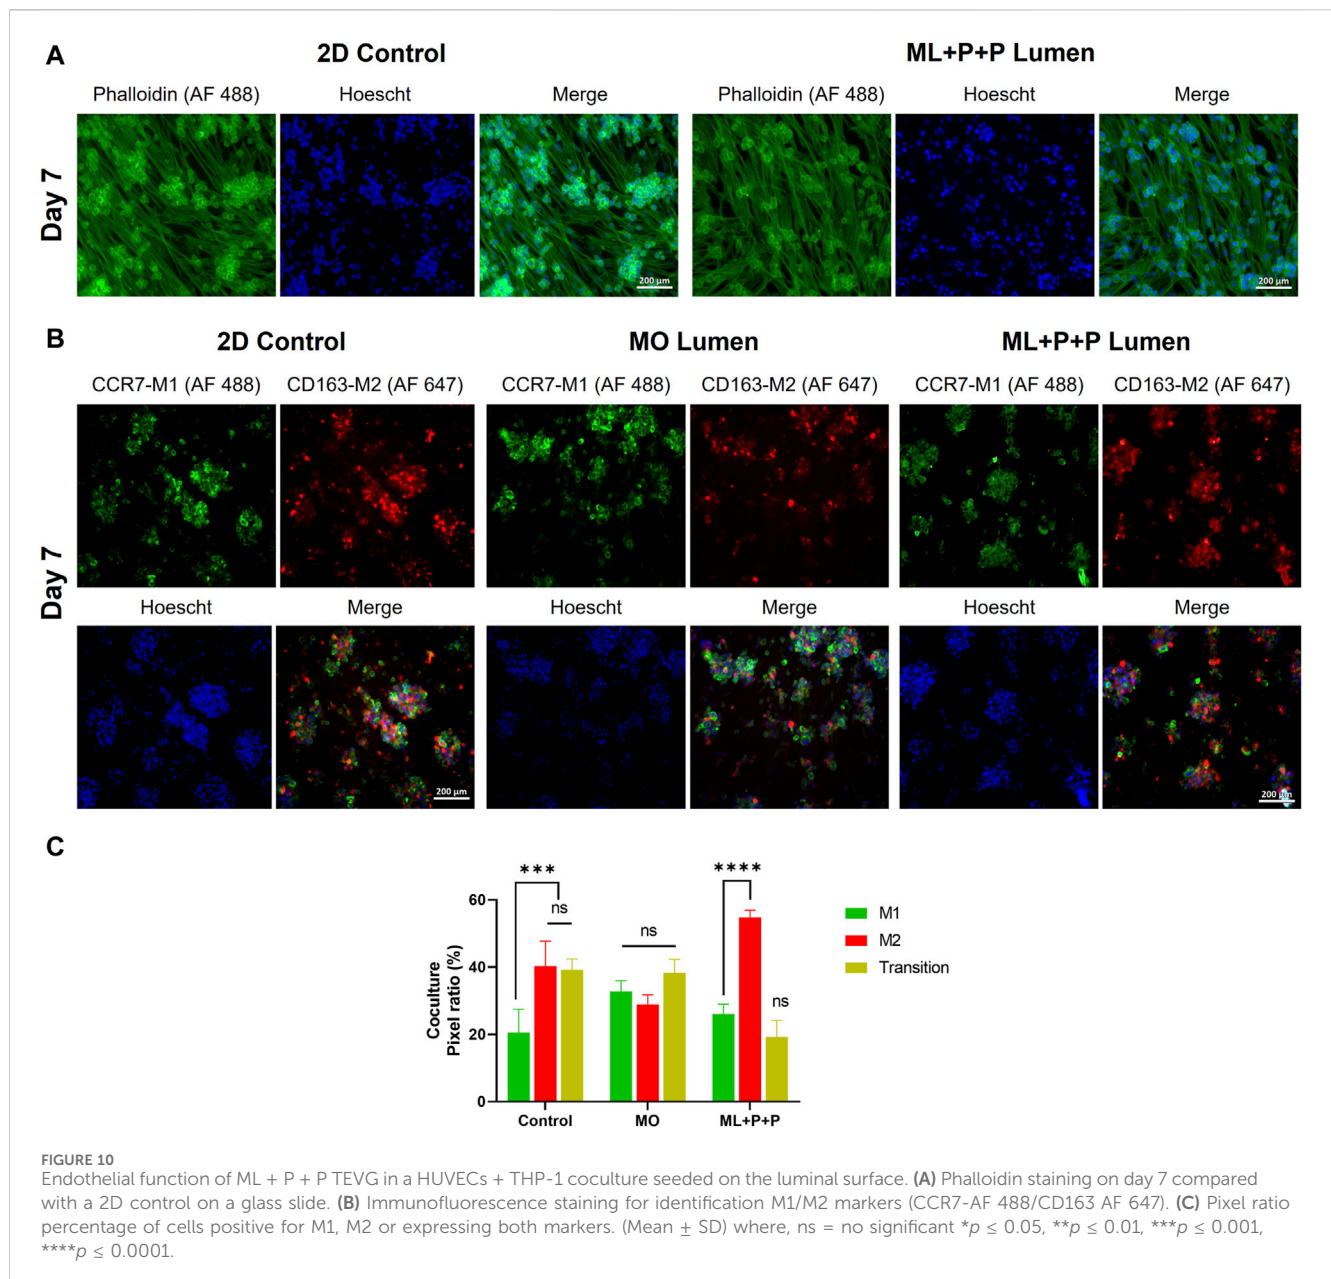 A
2D Control
ML+P+P Lumen
Phalloidin (AF 488)
Hoescht
Merge
Phalloidin (AF 488)
Hoescht
Merge
Day 7
200 µm
200 µm
B
2D Control
MO Lumen
ML+P+P Lumen
CCR7-M1 (AF 488)
CD163-M2 (AF 647)
CCR7-M1 (AF 488)
CD163-M2 (AF 647)
CCR7-M1 (AF 488)
CD163-M2 (AF 647)
Day 7
Hoescht
Merge
Hoescht
Merge
Hoescht
Merge
200 µm
200 µm
C
Coculture
Pixel ratio (%)
60
40
20
0
***
ns
ns
****
ns
Control
MO
ML+P+P
M1
M2
Transition
FIGURE 10
Endothelial function of ML + P + P TEVG in a HUVECs + THP-1 coculture seeded on the luminal surface. (A) Phalloidin staining on day 7 compared
with a 2D control on a glass slide. (B) Immunofluorescence staining for identification M1/M2 markers (CCR7-AF 488/CD163 AF 647). (C) Pixel ratio
percentage of cells positive for M1, M2 or expressing both markers. (Mean ± SD) where, ns = no significant *p ≤ 0.05, **p ≤ 0.01, ***p ≤ 0.001,
****p ≤ 0.0001.